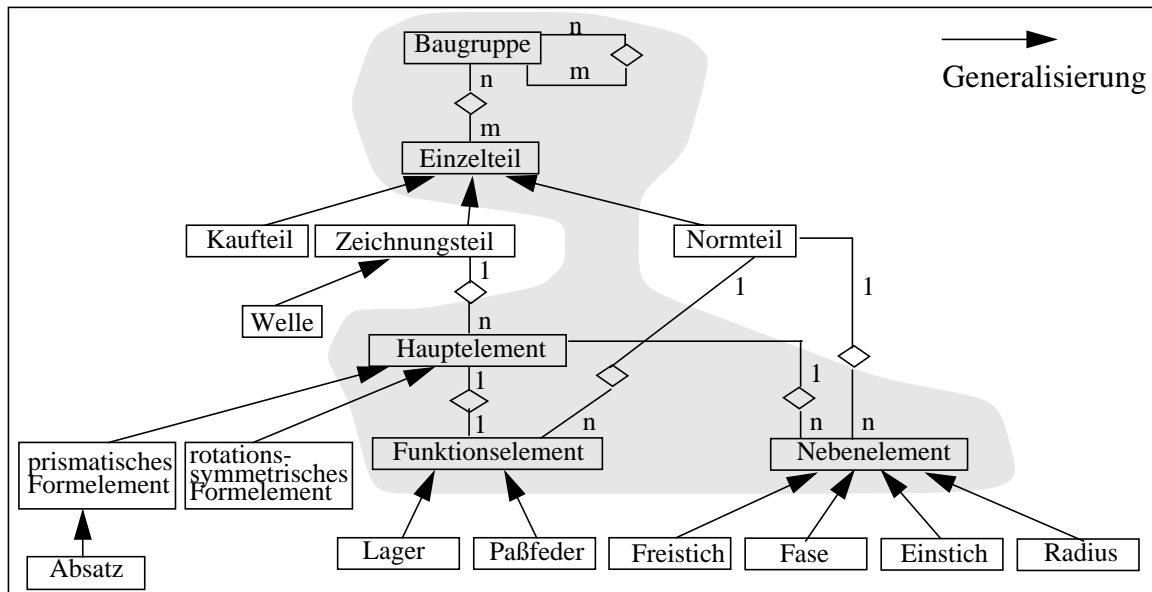 n
Baugruppe
m
Generalisierung
n
m
Einzelteil
Kaufteil
Zeichnungsteil
Normteil
1
1
1
Welle
n
Hauptelement
1
1
prismatisches
Formelement
rotations-
symmetrisches
Formelement
1
n
n
n
Funktionselement
Nebenelement
Lager
Paßfeder
Freistich
Fase
Einstich
Radius
Absatz